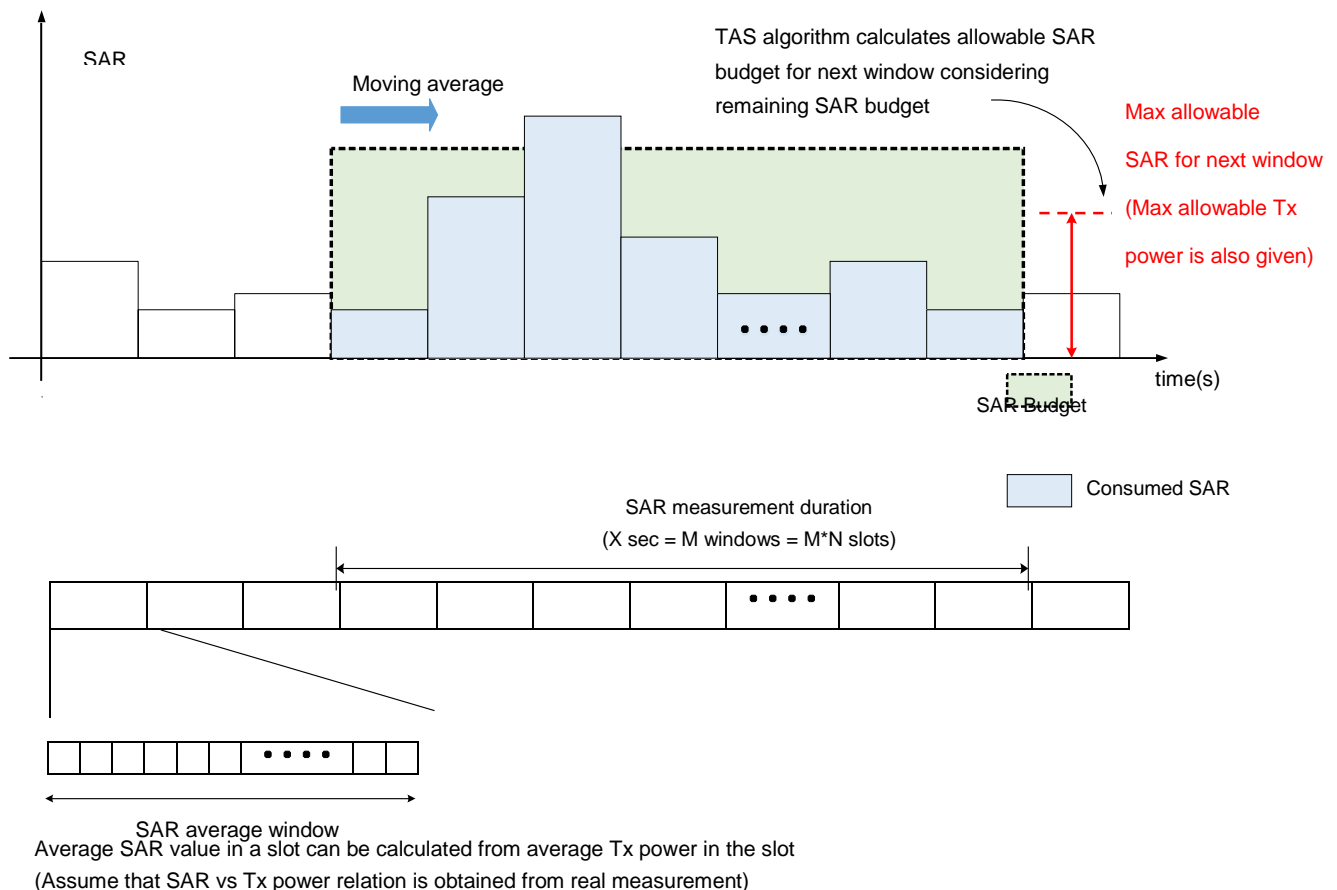 SAR
Moving average
TAS algorithm calculates allowable SAR
budget for next window considering
remaining SAR budget
Max allowable
SAR for next window
(Max allowable Tx
power is also given)
time(s)
SAR Budget
Consumed SAR
SAR measurement duration
(X sec = M windows = M*N slots)
SAR average window
Average SAR value in a slot can be calculated from average Tx power in the slot
(Assume that SAR vs Tx power relation is obtained from real measurement)